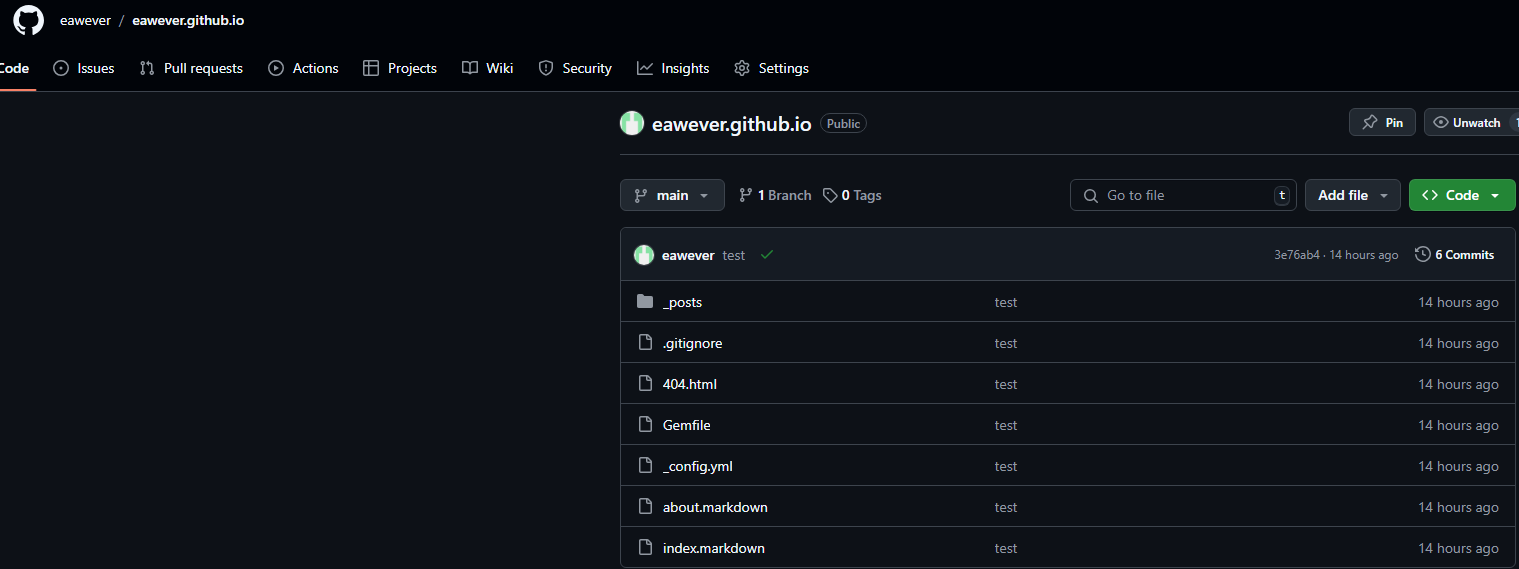 eawever / eawever.github.io
Code Issues Pull requests Actions Projects Wiki Security Insights Settings
eawever.github.io Public Pin Unwatch 1
main 1 Branch 0 Tags Go to file t Add file Code
eawever test 3e76ab4 · 14 hours ago 6 Commits
_posts test 14 hours ago
.gitignore test 14 hours ago
404.html test 14 hours ago
Gemfile test 14 hours ago
_config.yml test 14 hours ago
about.markdown test 14 hours ago
index.markdown test 14 hours ago